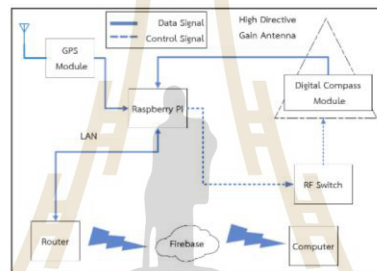 Data Signal
Control Signal
High Directive
Gain Antenna
GPS
Module
Raspberry PI
Digital Compass
Module
LAN
RF Switch
Router
Firebase
Computer